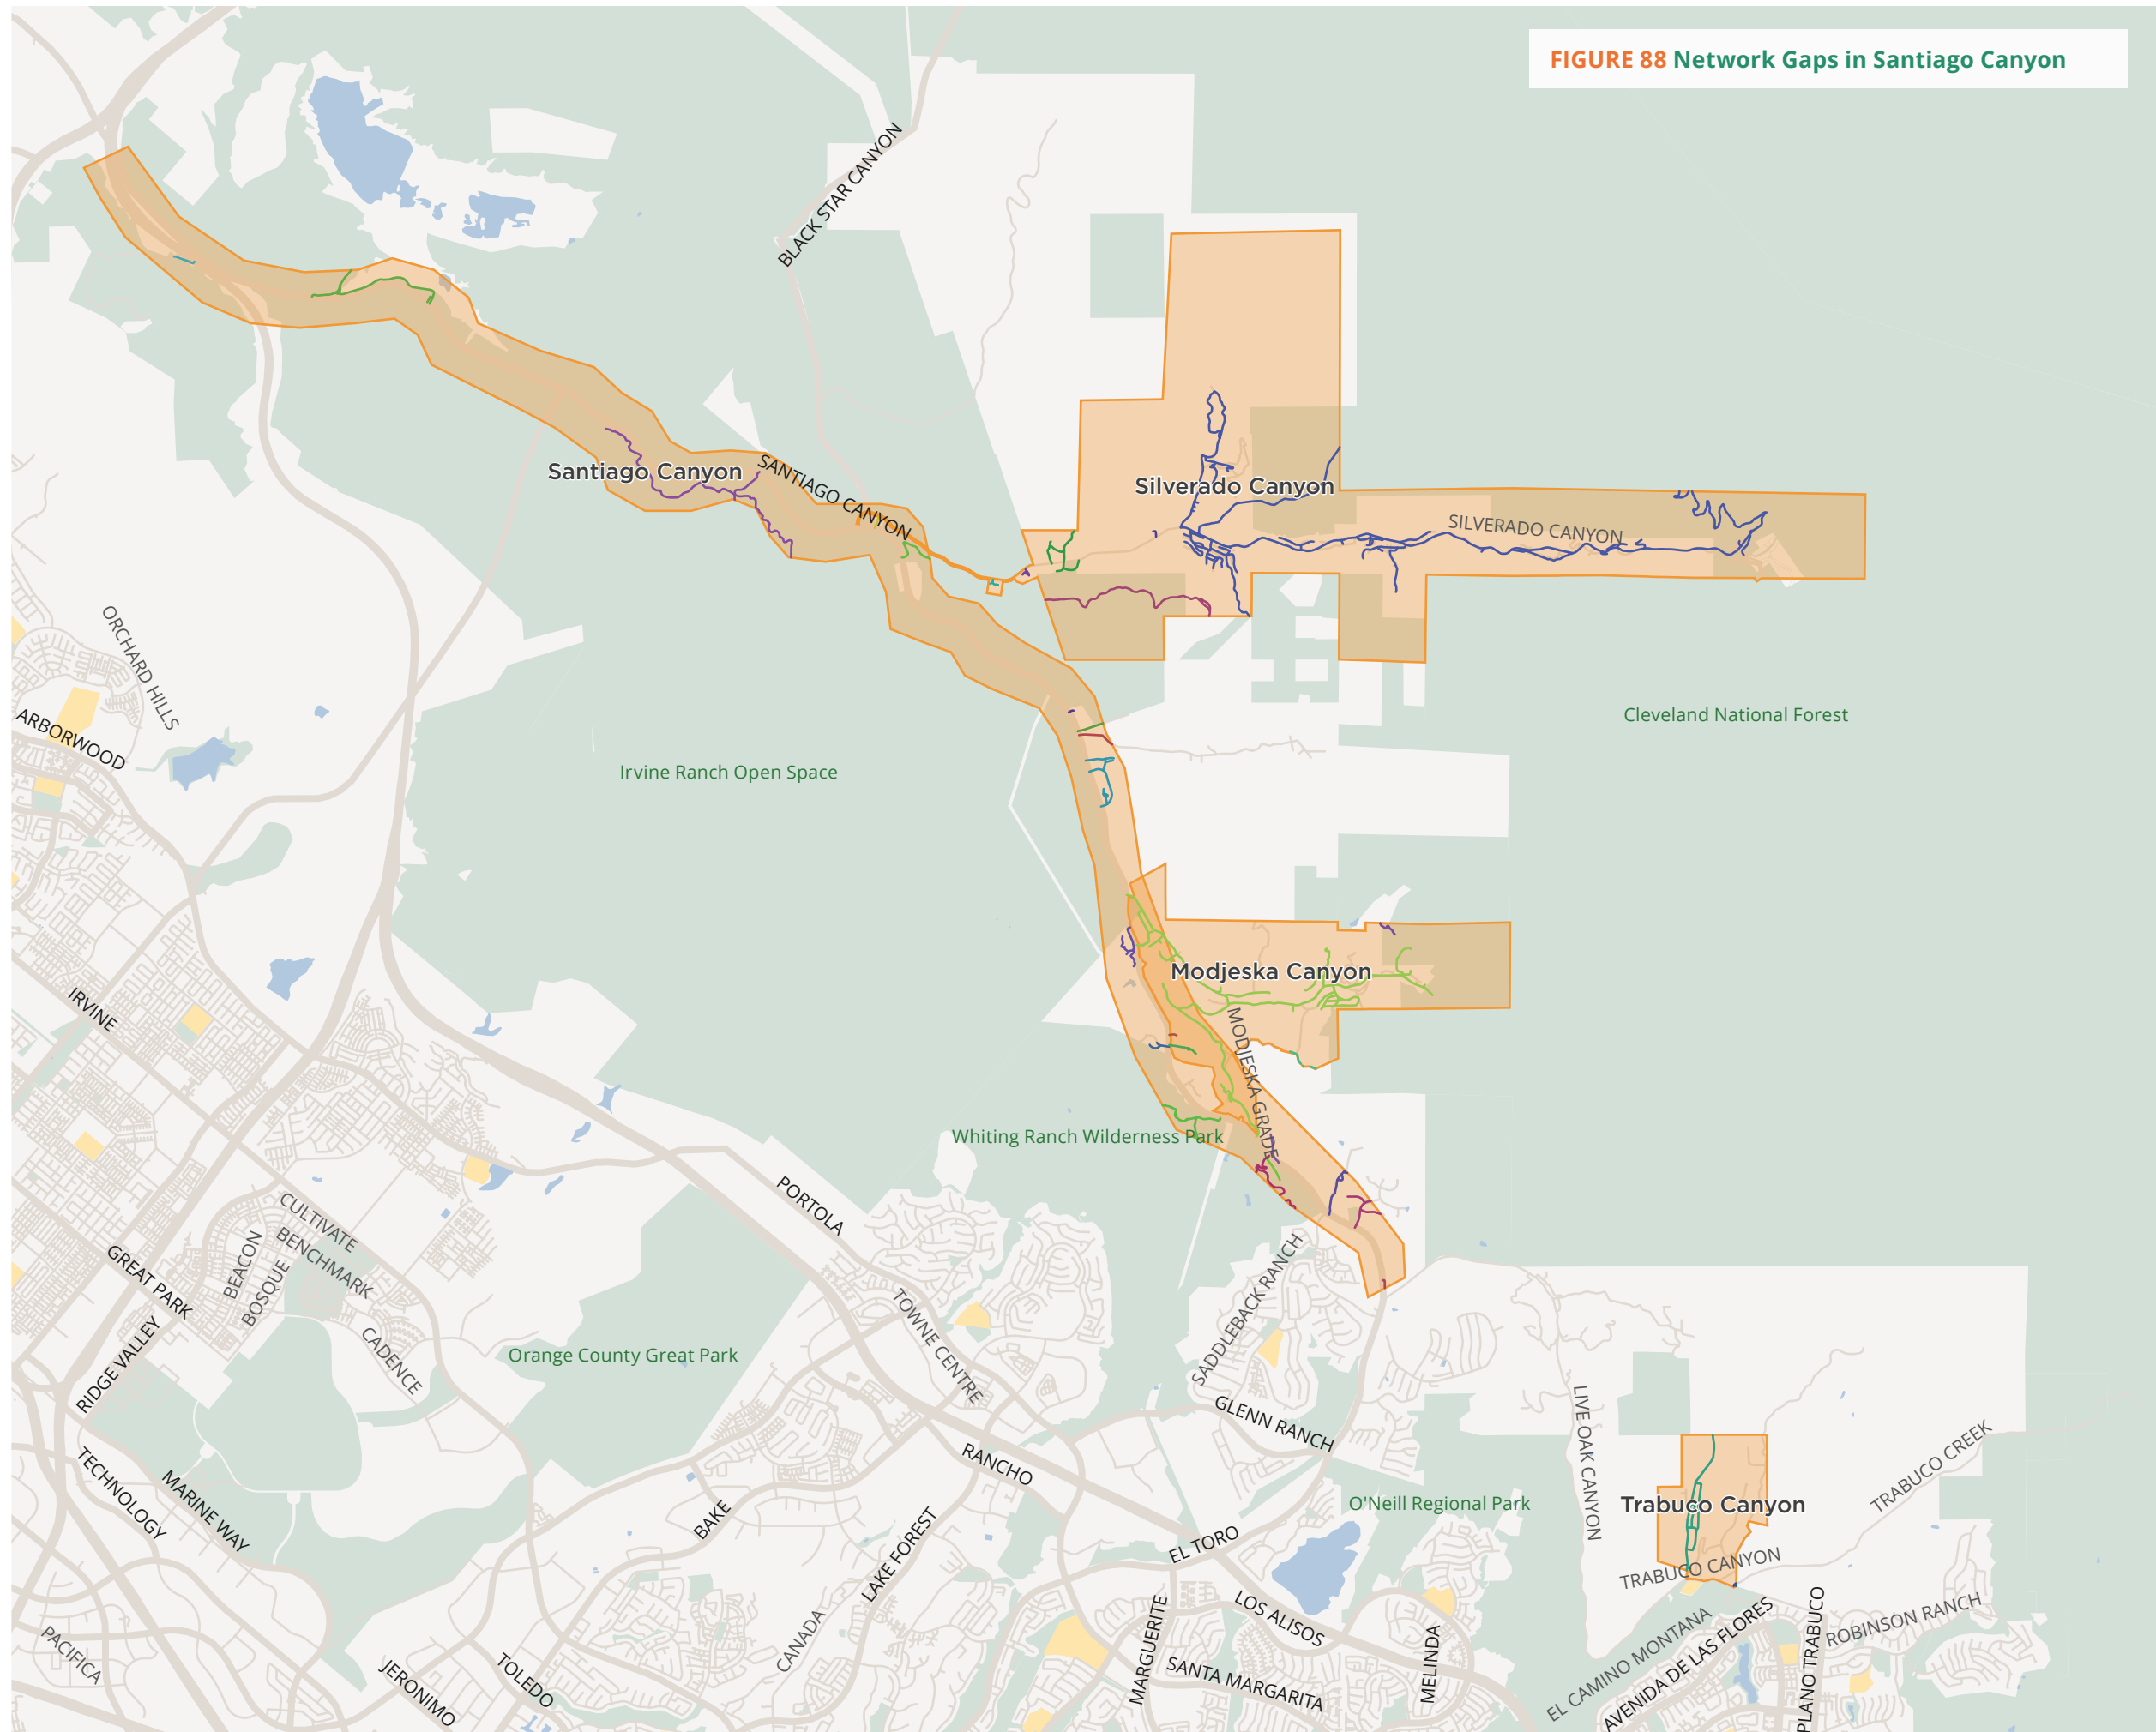 FIGURE 88 Network Gaps in Santiago Canyon
BLACK STAR CANYON
Santiago Canyon
SANTIAGO CANYON
Silverado Canyon
SILVERADO CANYON
ORCHARD HILLS
ARBORWOOD
Cleveland National Forest
Irvine Ranch Open Space
IRVINE
Modjeska Canyon
MODJESKA GRADE
Whiting Ranch Wilderness Park
PORTOLA
CULTIVATE
BENCHMARK
BEACON
BOSQUE
GREAT PARK
RIDGE VALLEY
CADENCE
Orange County Great Park
TOWNE CENTRE
SADDLEBACK RANCH
GLENN RANCH
LIVE OAK CANYON
TRABUCO CREEK
TECHNOLOGY
MARINE WAY
RANCHO
BAKE
LAKE FOREST
EL TORO
O'Neill Regional Park
Trabuco Canyon
TRABUCO CANYON
PACIFICA
JERONIMO
TOLEDO
CANADA
MARGUERITE
LOS ALISOS
SANTA MARGARITA
MELINDA
EL CAMINO MONTANA
AVENIDA DE LAS FLORES
PLANO TRABUCO
ROBINSON RANCH